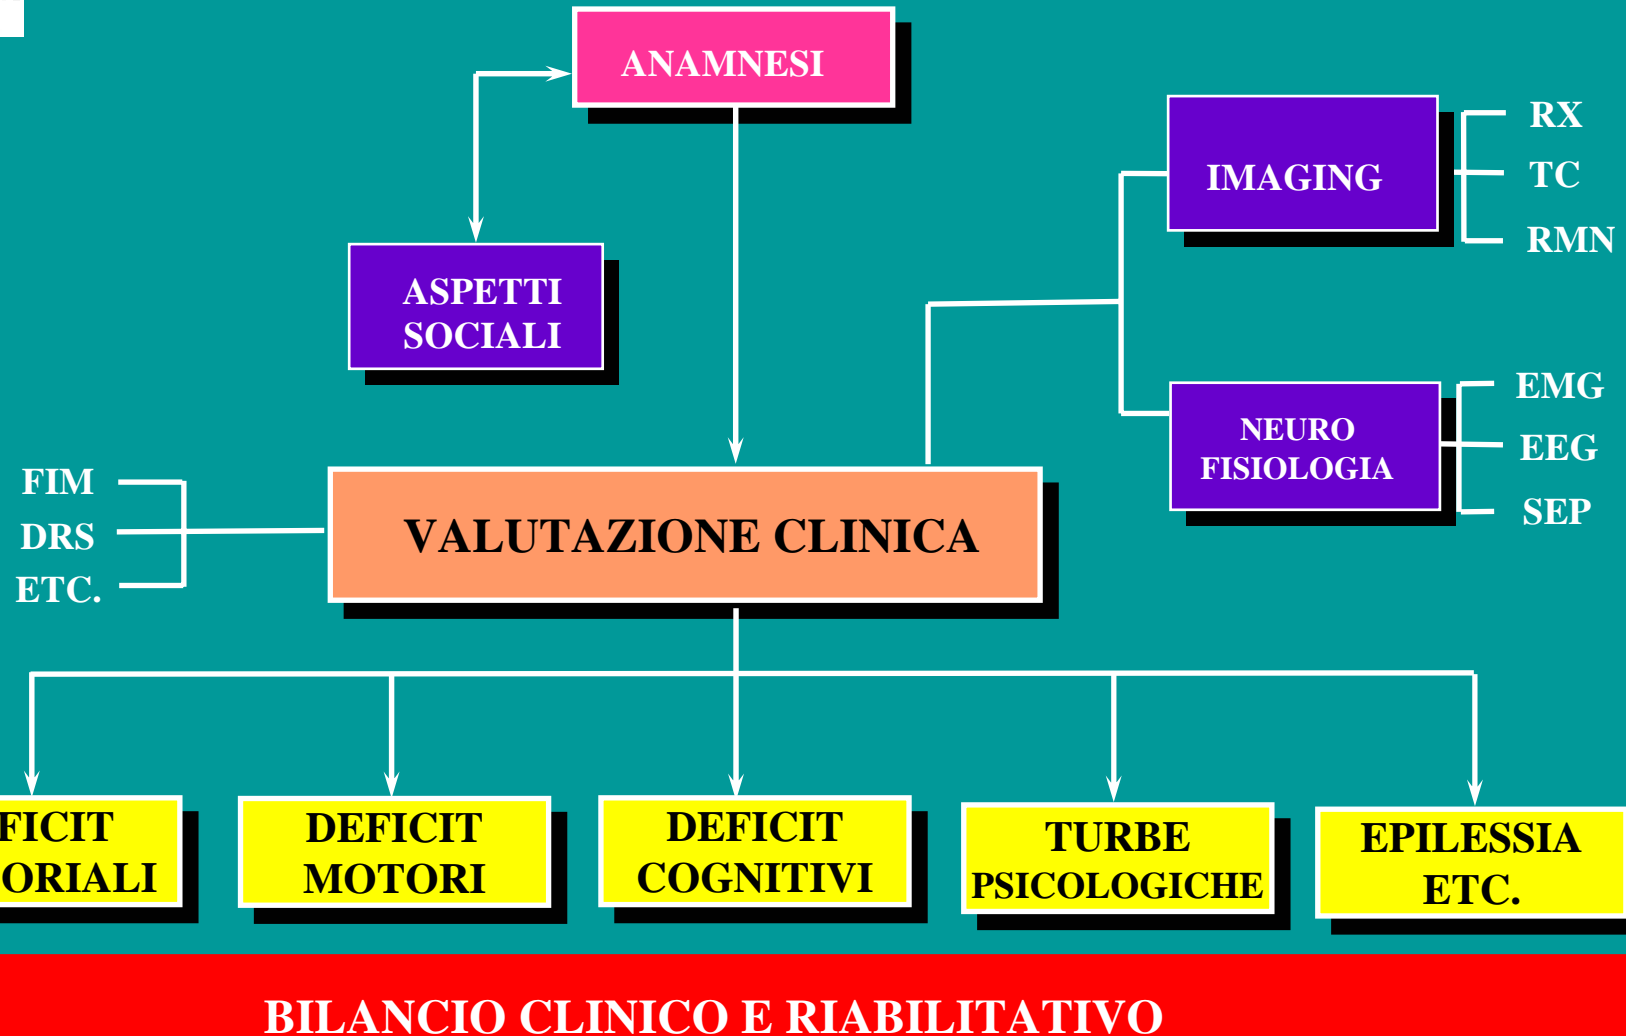 ANAMNESI
ASPETTI
SOCIALI
IMAGING
RX
TC
RMN
NEURO
FISIOLOGIA
EMG
EEG
SEP
FIM
DRS
ETC.
VALUTAZIONE CLINICA
FICIT
ORIALI
DEFICIT
MOTORI
DEFICIT
COGNITIVI
TURBE
PSICOLOGICHE
EPILESSIA
ETC.
BILANCIO CLINICO E RIABILITATIVO